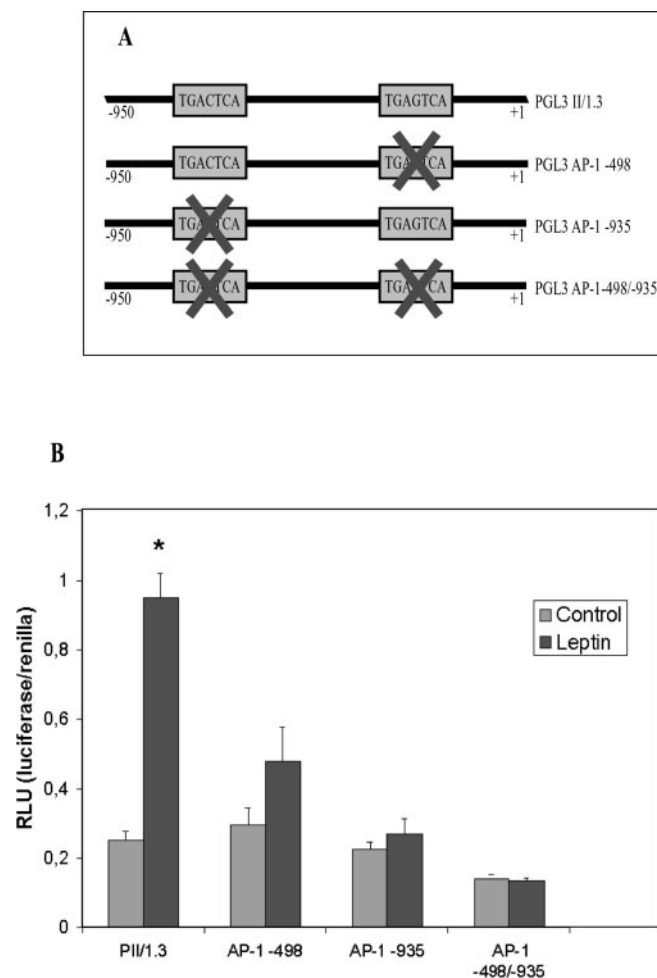 A
TGACTCA TGAGTCA
-950 +1 PGL3 II/1.3
TGACTCA
-950 +1 PGL3 AP-1 -498
TGAGTCA
-950 +1 PGL3 AP-1 -935
-950 +1 PGL3 AP-1-498/-935
B
1,2
1
0,8
0,6
0,4
0,2
0
RLU (luciferase/renilla)
*
Control
Leptin
PII/1.3 AP-1 -498 AP-1 -935 AP-1
-498/-935